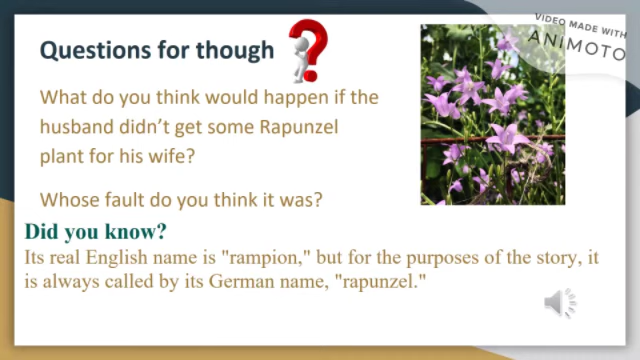 VIDEO MADE WITH
ANIMOTO
Questions for though
What do you think would happen if the
husband didn't get some Rapunzel
plant for his wife?
Whose fault do you think it was?
Did you know?
Its real English name is "rampion," but for the purposes of the story, it
is always called by its German name, "rapunzel."